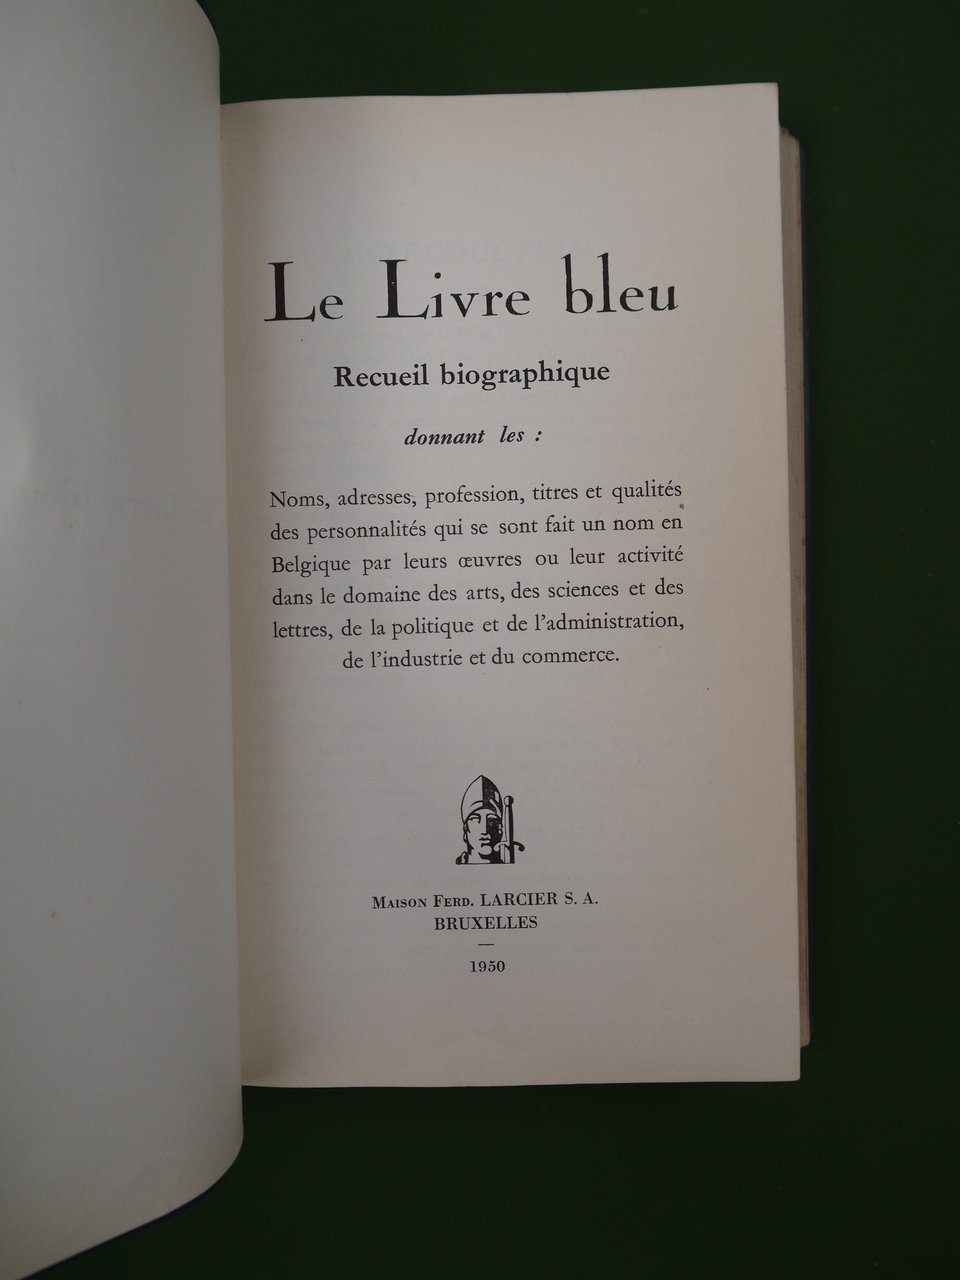 Le Livre bleu
Recueil biographique
donnant les :
Noms, adresses, profession, titres et qualités
des personnalités qui se sont fait un nom en
Belgique par leurs œuvres ou leur activité
dans le domaine des arts, des sciences et des
lettres, de la politique et de l'administration,
de l'industrie et du commerce.
Maison Ferd. LARCIER S. A.
BRUXELLES
1950